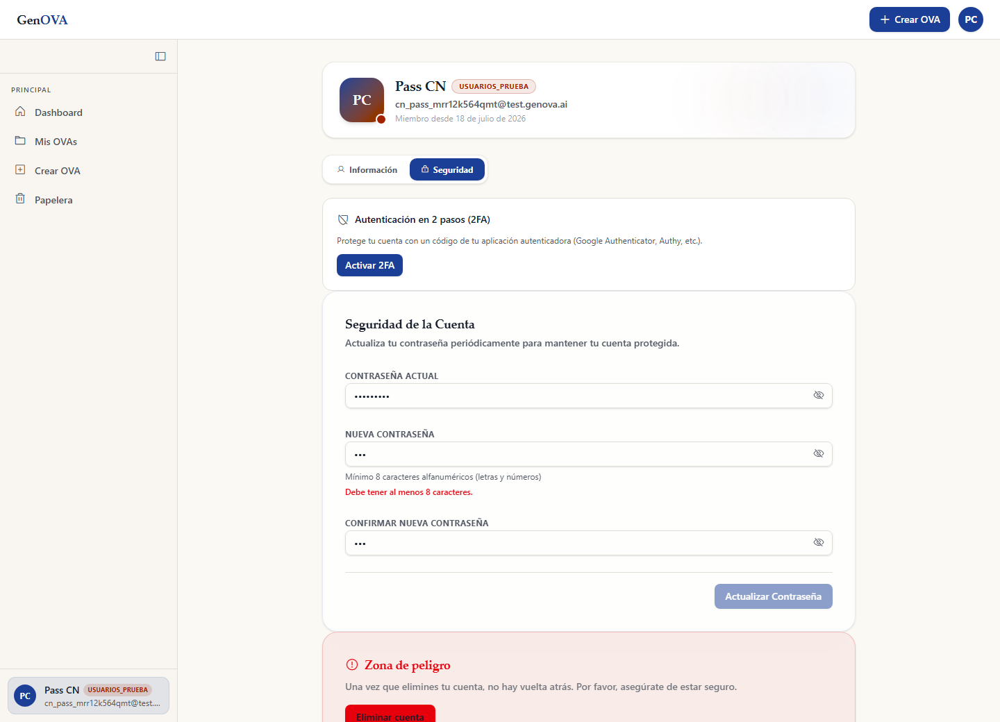 GenOVA
Crear OVA
PC
PRINCIPAL
Dashboard
Mis OVAs
Crear OVA
Papelera
PC
Pass CN USUARIOS_PRUEBA
cn_pass_mrr12k564qmt@test.genova.ai
Miembro desde 18 de julio de 2026
Información
Seguridad
Autenticación en 2 pasos (2FA)
Protege tu cuenta con un código de tu aplicación autenticadora (Google Authenticator, Authy, etc.).
Activar 2FA
Seguridad de la Cuenta
Actualiza tu contraseña periódicamente para mantener tu cuenta protegida.
CONTRASEÑA ACTUAL
•••••••••
NUEVA CONTRASEÑA
•••
Mínimo 8 caracteres alfanuméricos (letras y números)
Debe tener al menos 8 caracteres.
CONFIRMAR NUEVA CONTRASEÑA
•••
Actualizar Contraseña
Zona de peligro
Una vez que elimines tu cuenta, no hay vuelta atrás. Por favor, asegúrate de estar seguro.
Eliminar cuenta
PC
Pass CN USUARIOS_PRUEBA
cn_pass_mrr12k564qmt@test....